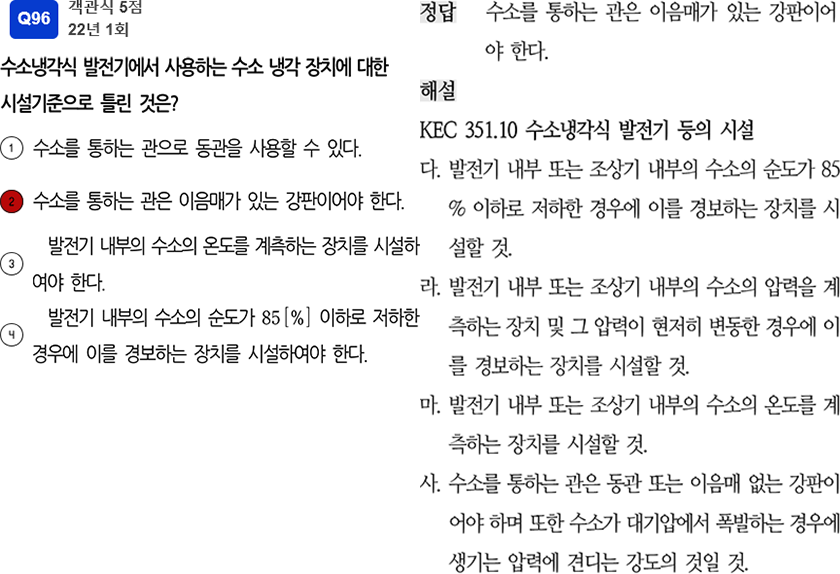 Q96
객관식 5점
22년 1회
수소냉각식 발전기에서 사용하는 수소 냉각 장치에 대한
시설기준으로 틀린 것은?
1 수소를 통하는 관으로 동관을 사용할 수 있다.
2 수소를 통하는 관은 이음매가 있는 강판이어야 한다.
3 발전기 내부의 수소의 온도를 계측하는 장치를 시설하
여야 한다.
4 발전기 내부의 수소의 순도가 85[%] 이하로 저하한
경우에 이를 경보하는 장치를 시설하여야 한다.
정답 수소를 통하는 관은 이음매가 있는 강판이어
야 한다.
해설
KEC 351.10 수소냉각식 발전기 등의 시설
다. 발전기 내부 또는 조상기 내부의 수소의 순도가 85
% 이하로 저하한 경우에 이를 경보하는 장치를 시
설할 것.
라. 발전기 내부 또는 조상기 내부의 수소의 압력을 계
측하는 장치 및 그 압력이 현저히 변동한 경우에 이
를 경보하는 장치를 시설할 것.
마. 발전기 내부 또는 조상기 내부의 수소의 온도를 계
측하는 장치를 시설할 것.
사. 수소를 통하는 관은 동관 또는 이음매 없는 강판이
어야 하며 또한 수소가 대기압에서 폭발하는 경우에
생기는 압력에 견디는 강도의 것일 것.